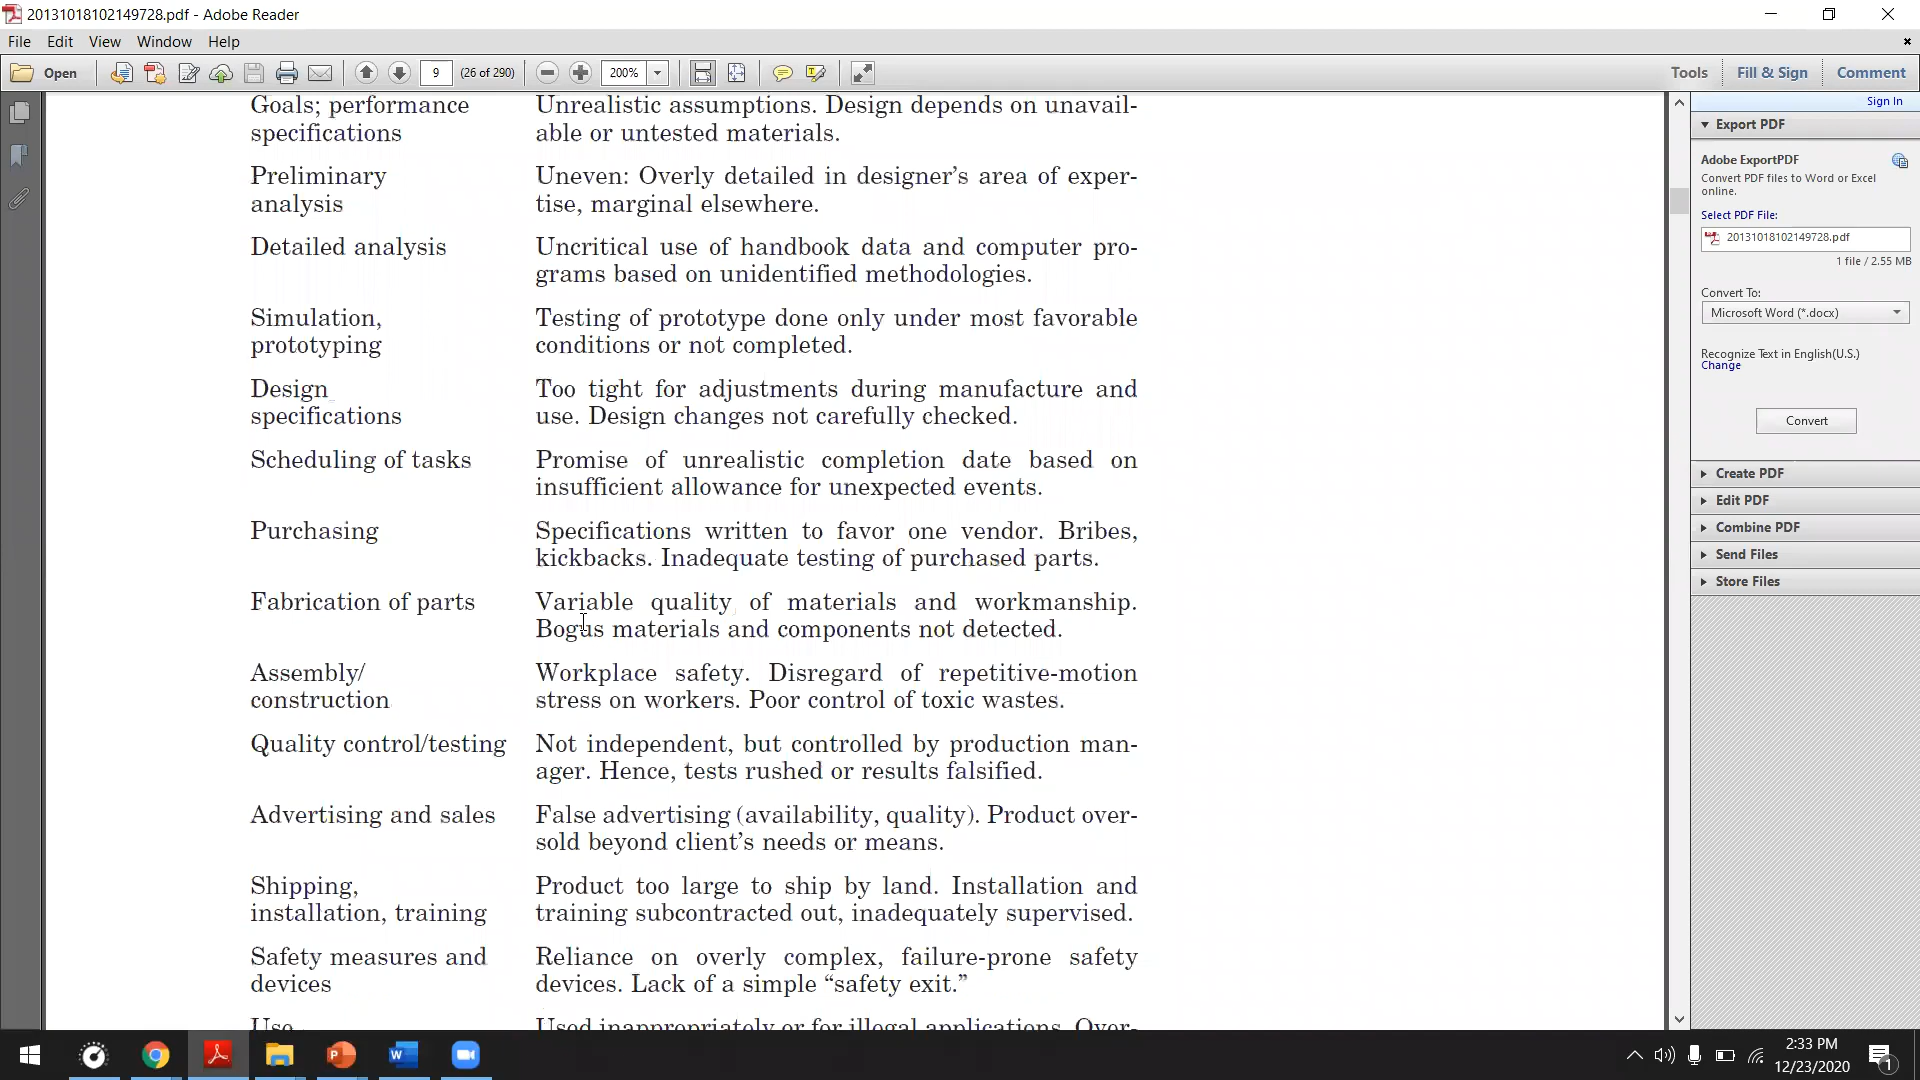 20131018102149728.pdf - Adobe Reader
File Edit View Window Help
Open 9 (26 of 290) 200% Tools Fill & Sign Comment
Goals; performance Unrealistic assumptions. Design depends on unavail-
specifications able or untested materials.
Preliminary Uneven: Overly detailed in designer’s area of exper-
analysis tise, marginal elsewhere.
Detailed analysis Uncritical use of handbook data and computer pro-
grams based on unidentified methodologies.
Simulation, Testing of prototype done only under most favorable
prototyping conditions or not completed.
Design Too tight for adjustments during manufacture and
specifications use. Design changes not carefully checked.
Scheduling of tasks Promise of unrealistic completion date based on
insufficient allowance for unexpected events.
Purchasing Specifications written to favor one vendor. Bribes,
kickbacks. Inadequate testing of purchased parts.
Fabrication of parts Variable quality of materials and workmanship.
Bogus materials and components not detected.
Assembly/ Workplace safety. Disregard of repetitive-motion
construction stress on workers. Poor control of toxic wastes.
Quality control/testing Not independent, but controlled by production man-
ager. Hence, tests rushed or results falsified.
Advertising and sales False advertising (availability, quality). Product over-
sold beyond client’s needs or means.
Shipping, Product too large to ship by land. Installation and
installation, training training subcontracted out, inadequately supervised.
Safety measures and Reliance on overly complex, failure-prone safety
devices devices. Lack of a simple “safety exit.”
Use Used inappropriately or for illegal applications. Over-
Sign In
Export PDF
Adobe ExportPDF
Convert PDF files to Word or Excel
online.
Select PDF File:
20131018102149728.pdf
1 file / 2.55 MB
Convert To:
Microsoft Word (*.docx)
Recognize Text in English(U.S.)
Change
Convert
Create PDF
Edit PDF
Combine PDF
Send Files
Store Files
2:33 PM
12/23/2020
1